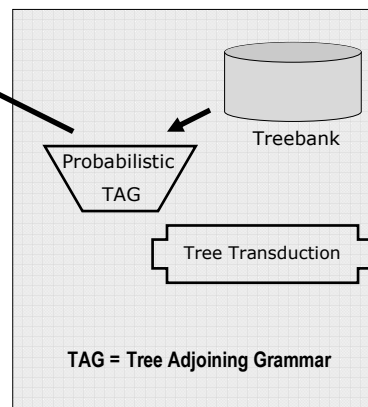 Treebank
Probabilistic
TAG
Tree Transduction
TAG = Tree Adjoining Grammar